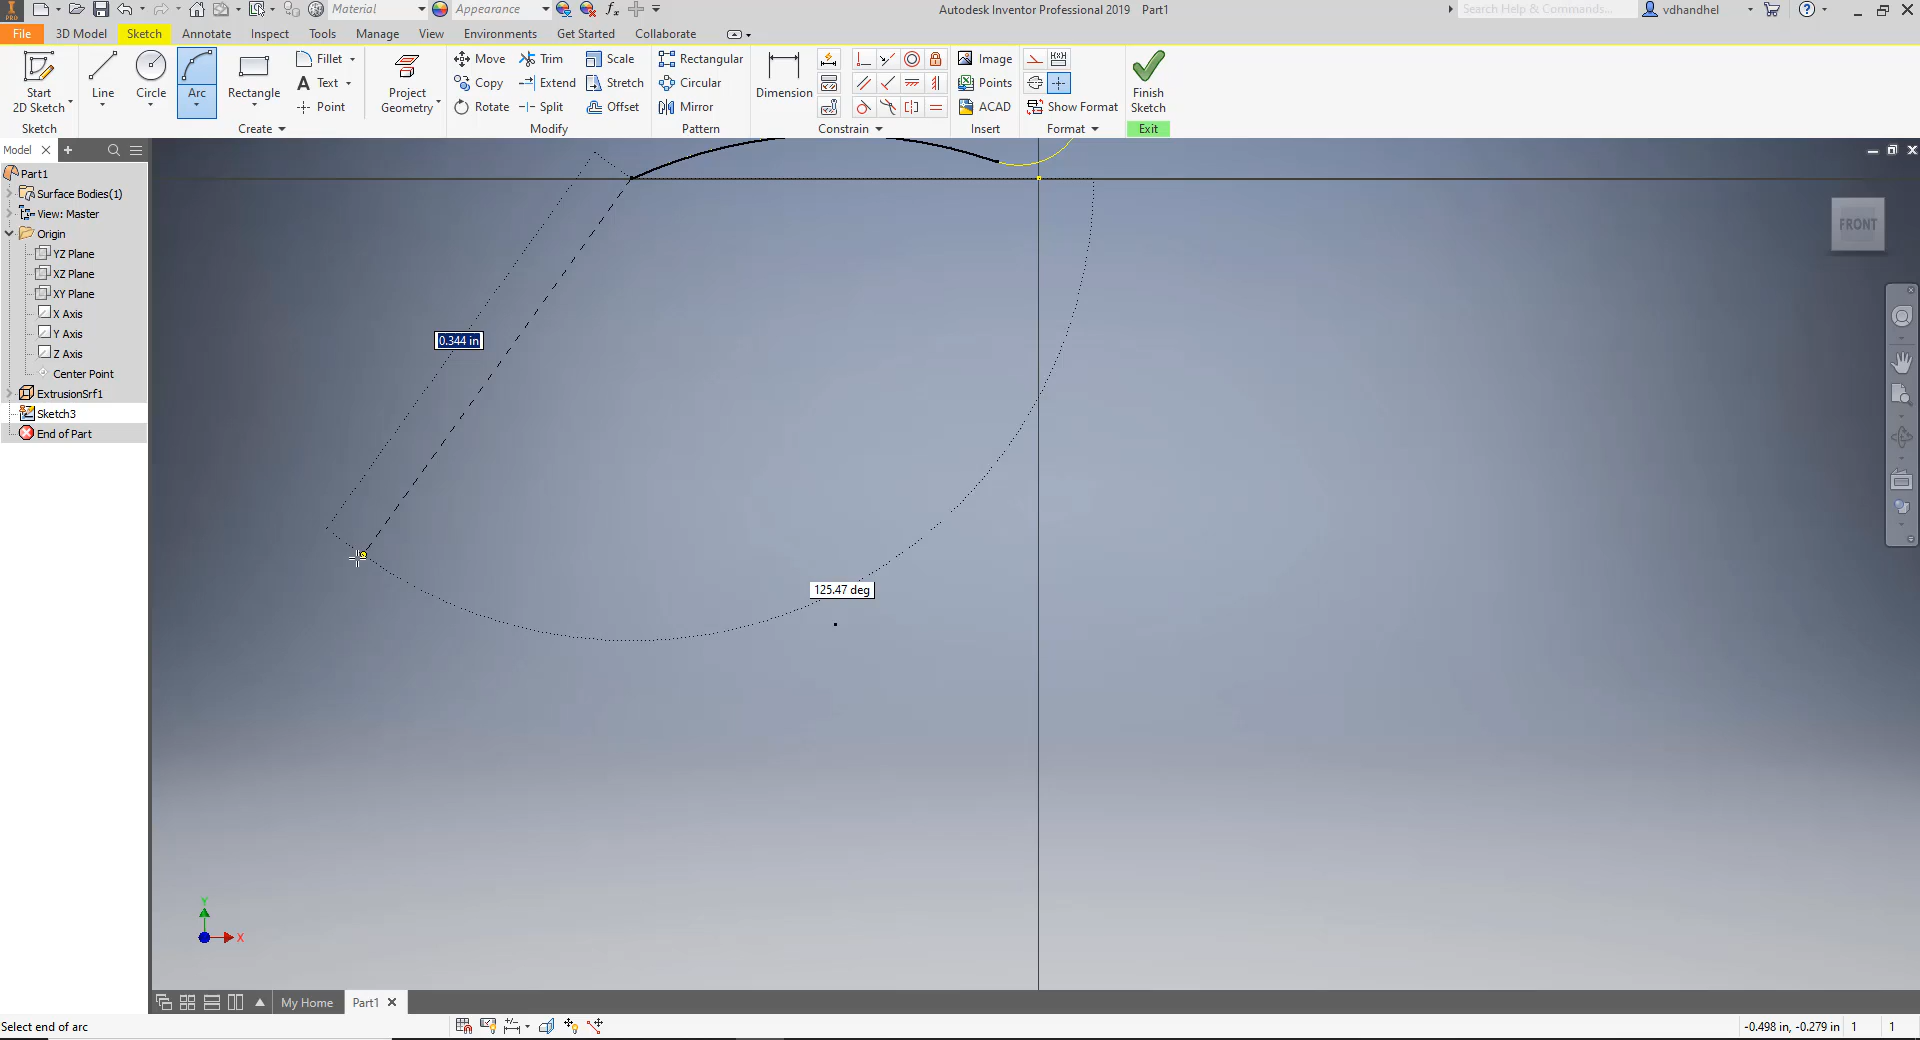 Material
Appearance
Autodesk Inventor Professional 2019 Part1
Search Help & Commands...
vdhandhel
File
3D Model
Sketch
Annotate
Inspect
Tools
Manage
View
Environments
Get Started
Collaborate
Start
2D Sketch
Line
Circle
Arc
Rectangle
Fillet
Text
Point
Project
Geometry
Move
Copy
Rotate
Trim
Extend
Split
Scale
Stretch
Offset
Rectangular
Circular
Mirror
Dimension
Image
Points
ACAD
Show Format
Finish
Sketch
Sketch
Create
Modify
Pattern
Constrain
Insert
Format
Exit
Model
Part1
Surface Bodies(1)
View: Master
Origin
YZ Plane
XZ Plane
XY Plane
X Axis
Y Axis
Z Axis
Center Point
ExtrusionSrf1
Sketch3
End of Part
FRONT
0.344 in
125.47 deg
Y
X
My Home
Part1
Select end of arc
-0.498 in, -0.279 in 1 1